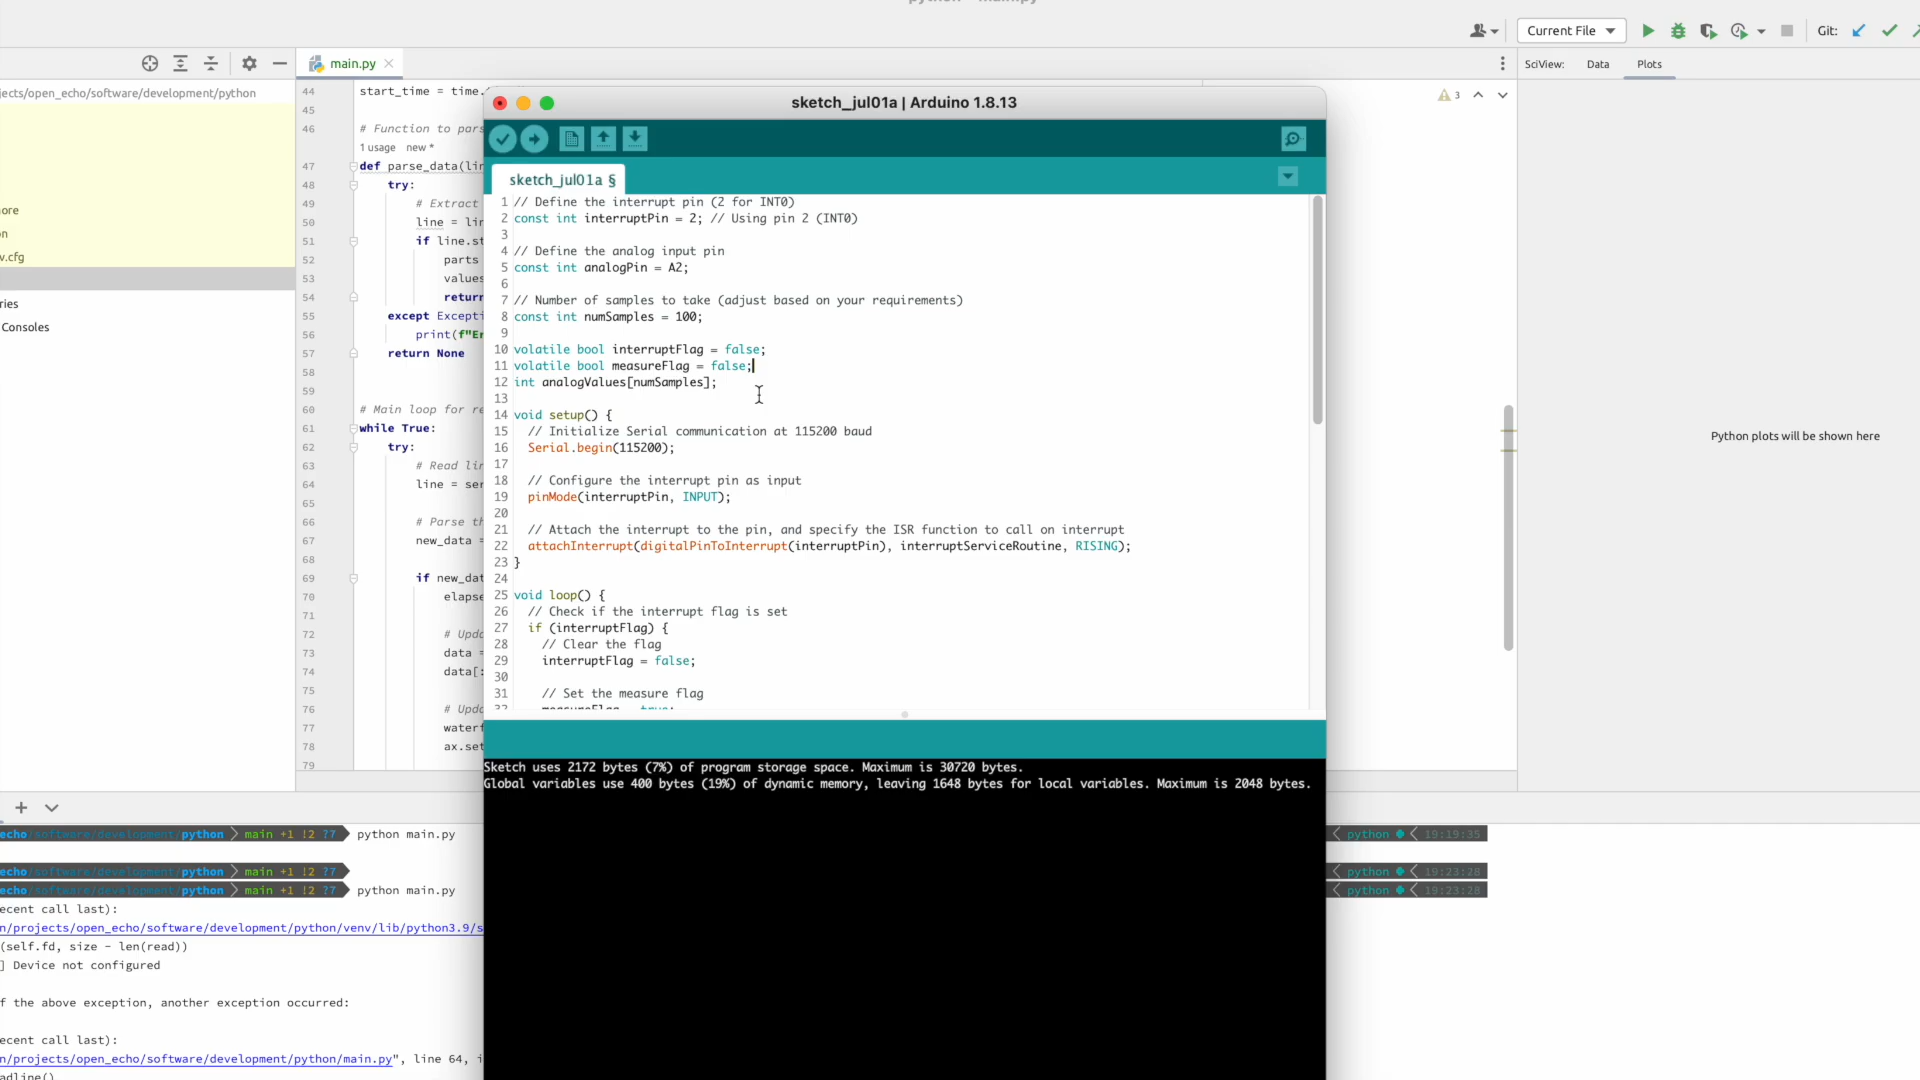 Current File
Git:
main.py
SciView:
Data
Plots
jects/open_echo/software/development/python
ore
n
v.cfg
ries
Consoles
3
44 start_time = time.
45
46 # Function to pars
1 usage new *
47 def parse_data(li
48 try:
49 # Extract
50 line = li
51 if line.st
52 parts
53 values
54 return
55 except Excepti
56 print(f"Er
57 return None
58
59
60 # Main loop for re
61 while True:
62 try:
63 # Read li
64 line = ser
65
66 # Parse th
67 new_data =
68
69 if new_dat
70 elapse
71
72 # Upda
73 data =
74 data[:
75
76 # Upda
77 waterf
78 ax.set
79
sketch_jul01a | Arduino 1.8.13
sketch_jul01a §
1 // Define the interrupt pin (2 for INT0)
2 const int interruptPin = 2; // Using pin 2 (INT0)
3
4 // Define the analog input pin
5 const int analogPin = A2;
6
7 // Number of samples to take (adjust based on your requirements)
8 const int numSamples = 100;
9
10 volatile bool interruptFlag = false;
11 volatile bool measureFlag = false;
12 int analogValues[numSamples];
13
14 void setup() {
15 // Initialize Serial communication at 115200 baud
16 Serial.begin(115200);
17
18 // Configure the interrupt pin as input
19 pinMode(interruptPin, INPUT);
20
21 // Attach the interrupt to the pin, and specify the ISR function to call on interrupt
22 attachInterrupt(digitalPinToInterrupt(interruptPin), interruptServiceRoutine, RISING);
23 }
24
25 void loop() {
26 // Check if the interrupt flag is set
27 if (interruptFlag) {
28 // Clear the flag
29 interruptFlag = false;
30
31 // Set the measure flag
Sketch uses 2172 bytes (7%) of program storage space. Maximum is 30720 bytes.
Global variables use 400 bytes (19%) of dynamic memory, leaving 1648 bytes for local variables. Maximum is 2048 bytes.
Python plots will be shown here
echo/software/development/python main +1 !2 ?7 python main.py python 19:19:35
echo/software/development/python main +1 !2 ?7 python 19:23:28
echo/software/development/python main +1 !2 ?7 python main.py python 19:23:28
ecent call last):
n/projects/open_echo/software/development/python/venv/lib/python3.9/s
(self.fd, size - len(read))
] Device not configured
f the above exception, another exception occurred:
ecent call last):
n/projects/open_echo/software/development/python/main.py", line 64, i
adline()